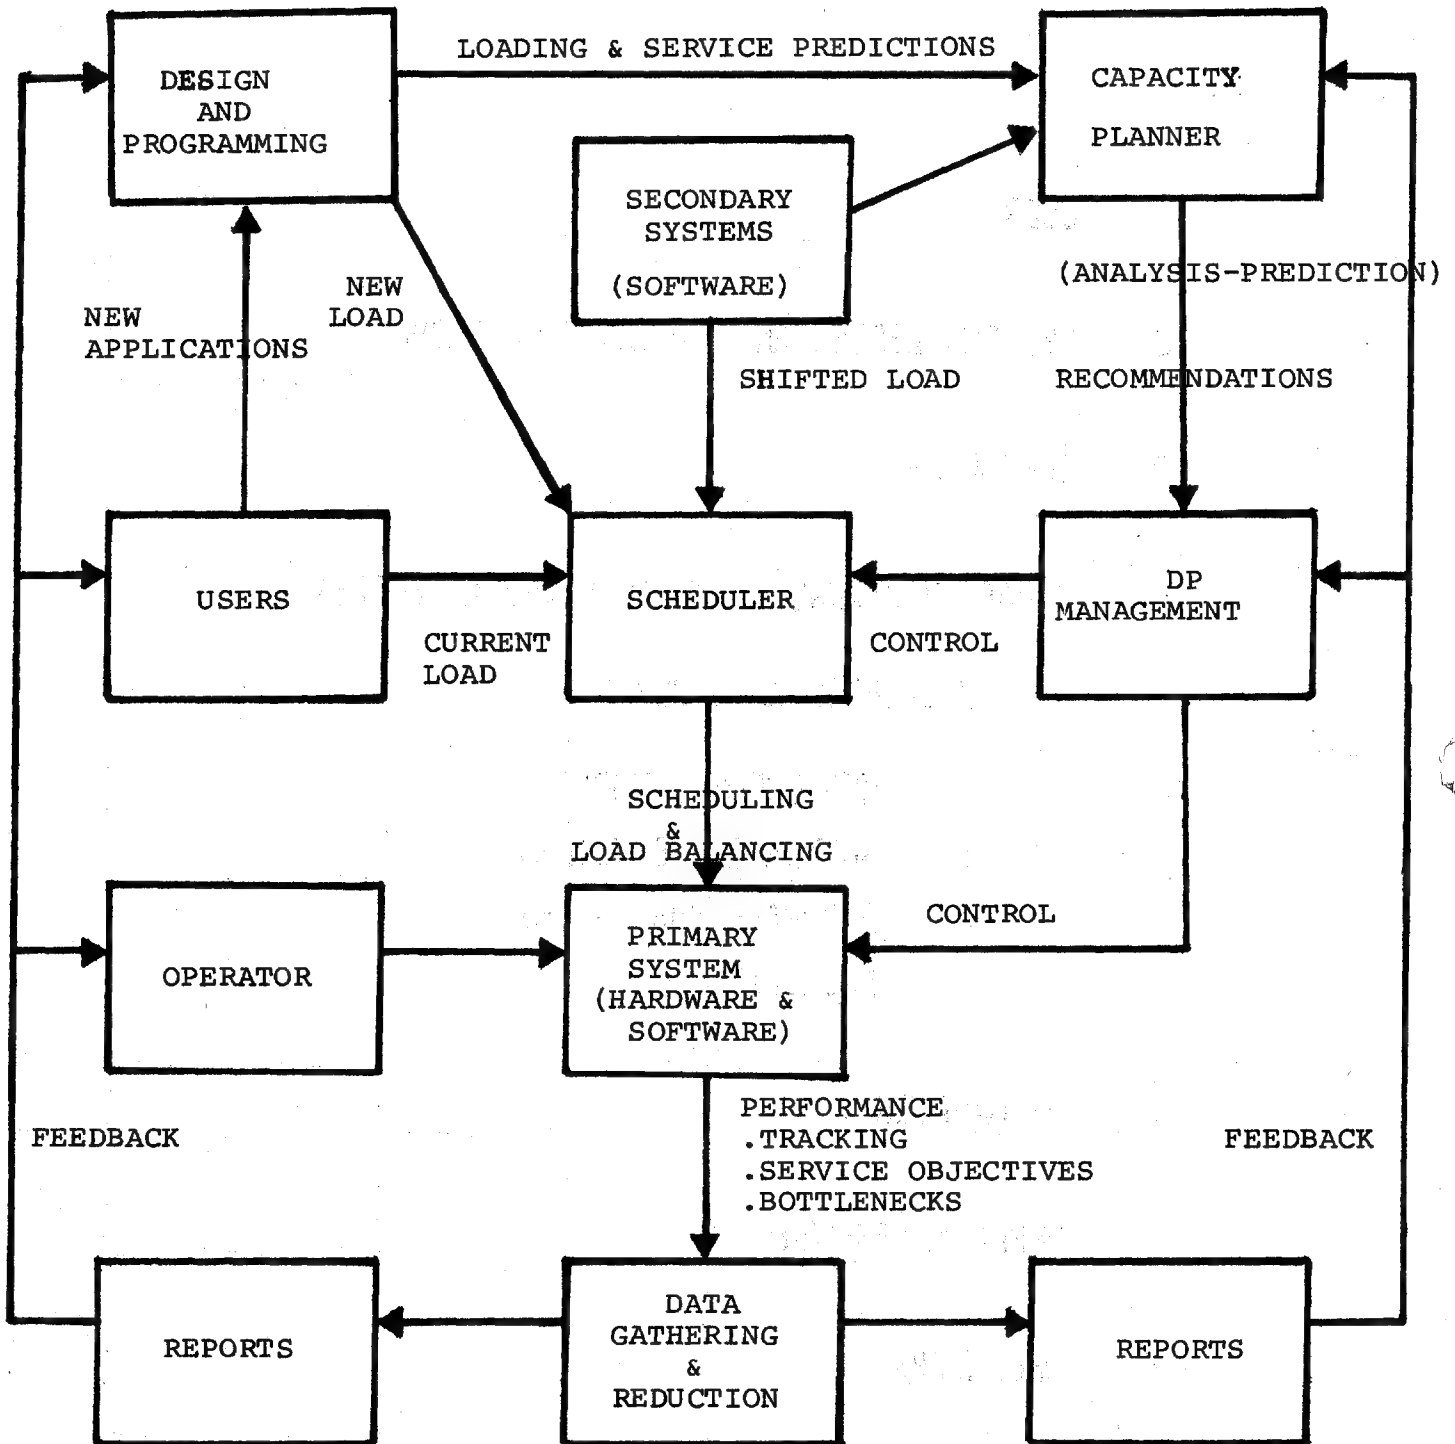 LOADING & SERVICE PREDICTIONS
DESIGN
AND
PROGRAMMING
CAPACITY
PLANNER
SECONDARY
SYSTEMS
(SOFTWARE)
(ANALYSIS-PREDICTION)
NEW
LOAD
NEW
APPLICATIONS
SHIFTED LOAD
RECOMMENDATIONS
USERS
SCHEDULER
DP
MANAGEMENT
CURRENT
LOAD
CONTROL
SCHEDULING
&
LOAD BALANCING
CONTROL
OPERATOR
PRIMARY
SYSTEM
(HARDWARE &
SOFTWARE)
PERFORMANCE
.TRACKING
.SERVICE OBJECTIVES
.BOTTLENECKS
FEEDBACK
FEEDBACK
REPORTS
DATA
GATHERING
&
REDUCTION
REPORTS